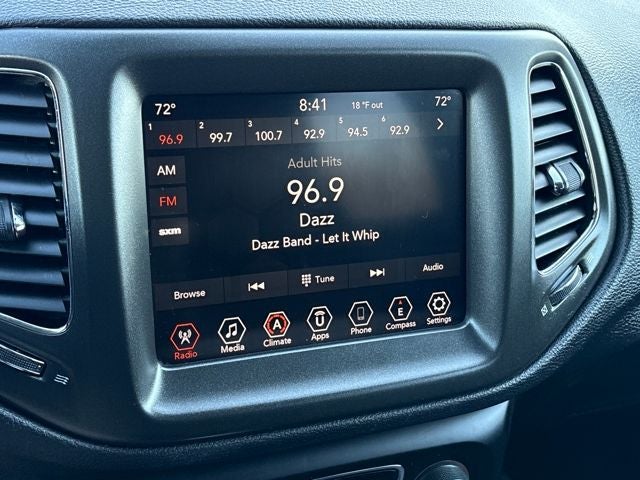 72° 8:41 18 °F out 72°
1 96.9 2 99.7 3 100.7 4 92.9 5 94.5 6 92.9
AM
FM
SXM
Adult Hits
96.9
Dazz
Dazz Band - Let It Whip
Browse Tune Audio
Radio Media A Climate U Apps Phone E Compass Settings